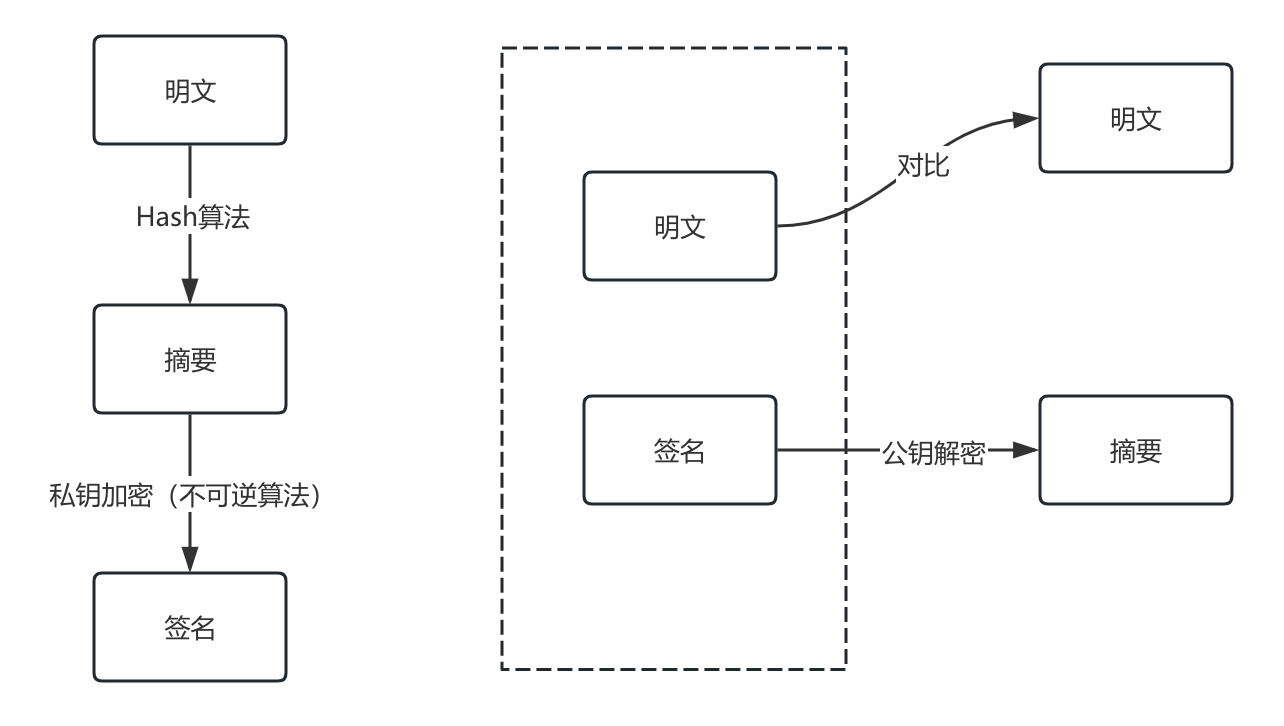 明文
Hash算法
摘要
私钥加密（不可逆算法）
签名
明文
对比
明文
签名
公钥解密
摘要